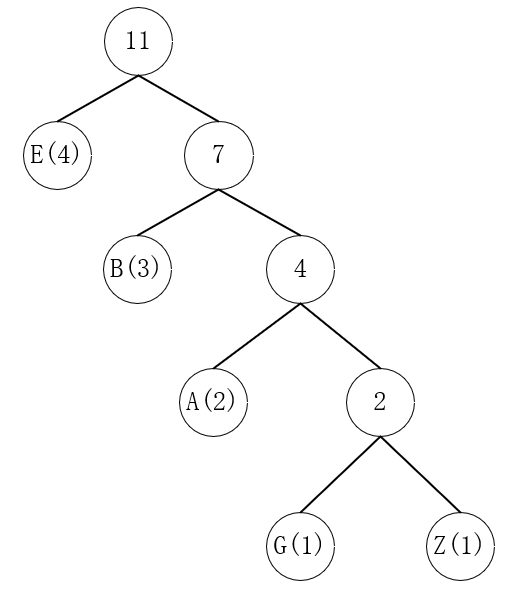 11
E(4)
7
B(3)
4
A(2)
2
G(1)
Z(1)